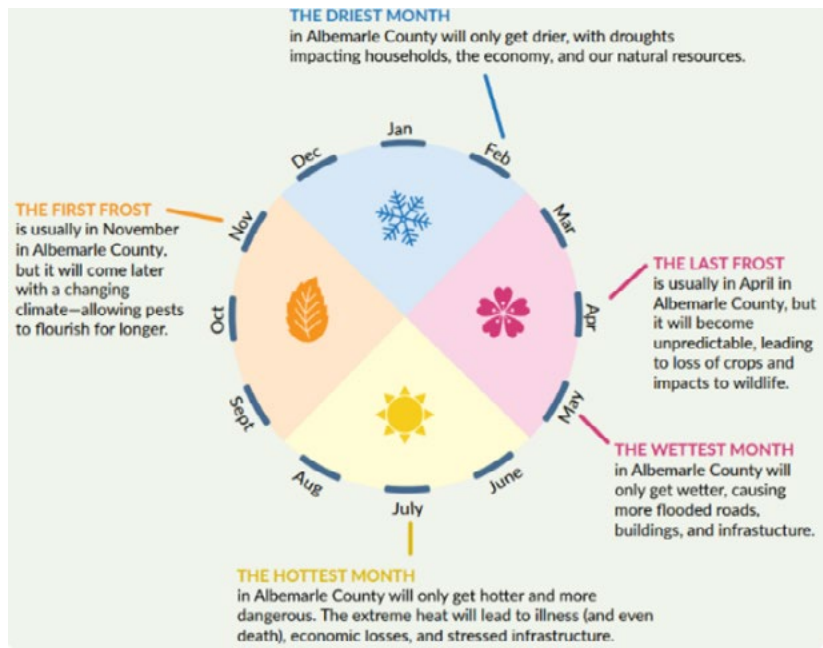 THE DRIEST MONTH
in Albemarle County will only get drier, with droughts
impacting households, the economy, and our natural resources.
Jan
Feb
Mar
Apr
May
June
July
Aug
Sept
Oct
Nov
Dec
THE FIRST FROST
is usually in November
in Albemarle County,
but it will come later
with a changing
climate—allowing pests
to flourish for longer.
THE LAST FROST
is usually in April in
Albemarle County, but
it will become
unpredictable, leading
to loss of crops and
impacts to wildlife.
THE WETTEST MONTH
in Albemarle County will
only get wetter, causing
more flooded roads,
buildings, and infrastucture.
THE HOTTEST MONTH
in Albemarle County will only get hotter and more
dangerous. The extreme heat will lead to illness (and even
death), economic losses, and stressed infrastructure.